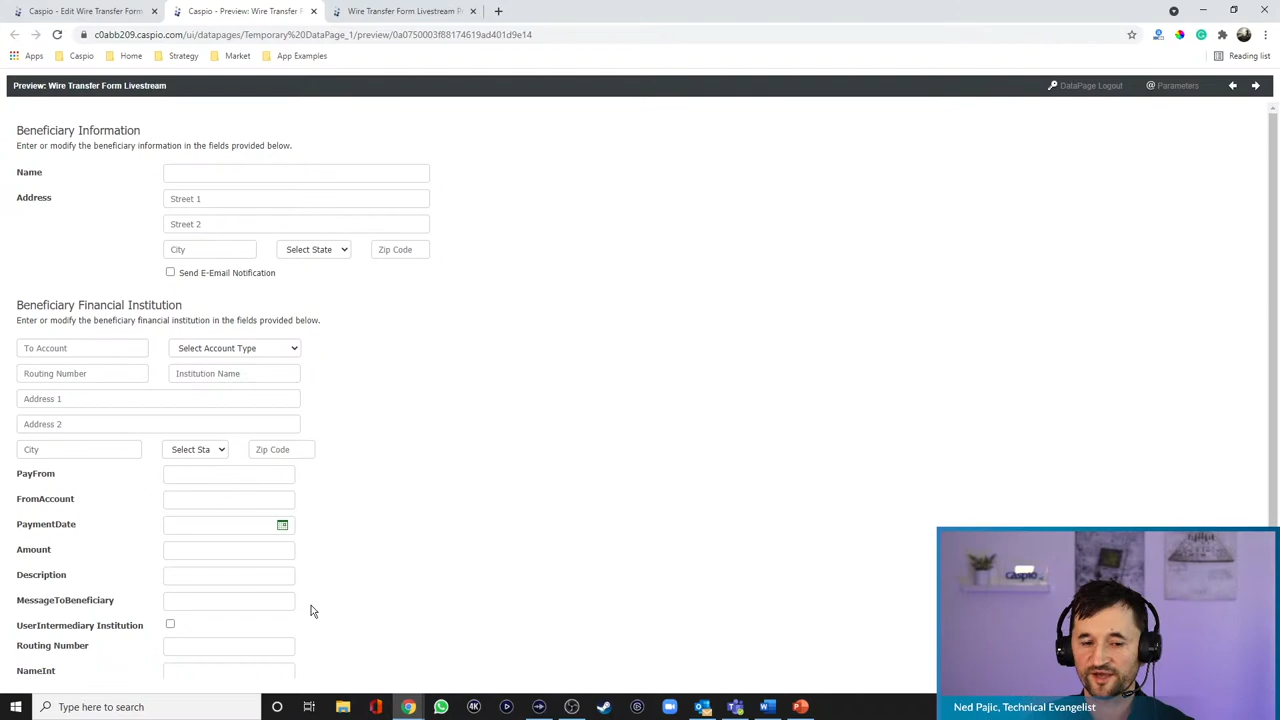 Caspio - Edit Wire Transfer Form
Caspio - Preview: Wire Transfer F
Wire Transfer Form Livestream Pr
c0abb209.caspio.com/ui/datapages/Temporary%20DataPage_1/preview/0a0750003f88174619ad401d9e14
Apps
Caspio
Home
Strategy
Market
App Examples
Reading list
Preview: Wire Transfer Form Livestream
DataPage Logout
@ Parameters
Beneficiary Information
Enter or modify the beneficiary information in the fields provided below.
Name
Address
Street 1
Street 2
City
Select State
Zip Code
Send E-Email Notification
Beneficiary Financial Institution
Enter or modify the beneficiary financial institution in the fields provided below.
To Account
Select Account Type
Routing Number
Institution Name
Address 1
Address 2
City
Select Sta
Zip Code
PayFrom
FromAccount
PaymentDate
Amount
Description
MessageToBeneficiary
UserIntermediary Institution
Routing Number
NameInt
caspio
Ned Pajic, Technical Evangelist
Type here to search
4K